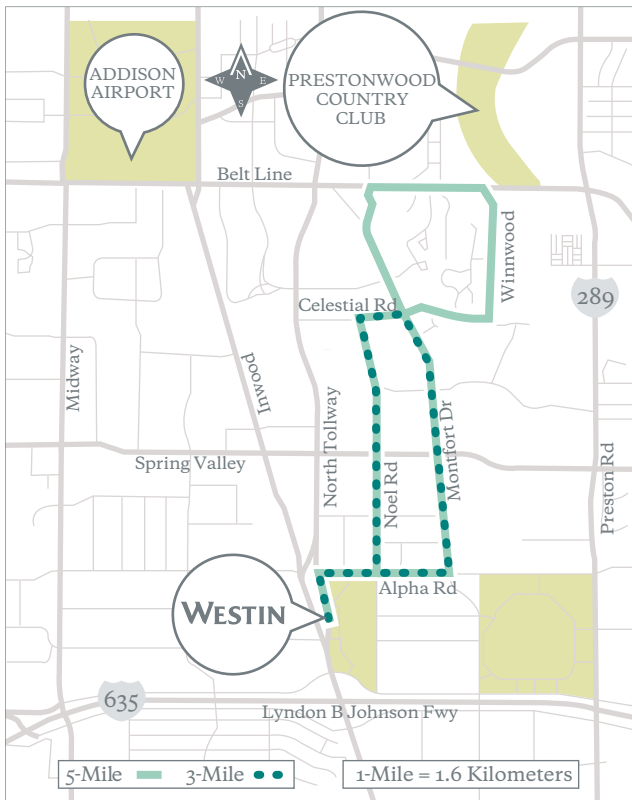 ADDISON
AIRPORT
N
W
E
S
PRESTONWOOD
COUNTRY
CLUB
Belt Line
Winnwood
289
Celestial Rd
Midway
Inwood
North Tollway
Noel Rd
Montfort Dr
Preston Rd
Spring Valley
Alpha Rd
WESTIN
635
Lyndon B Johnson Fwy
5-Mile
3-Mile
1-Mile = 1.6 Kilometers